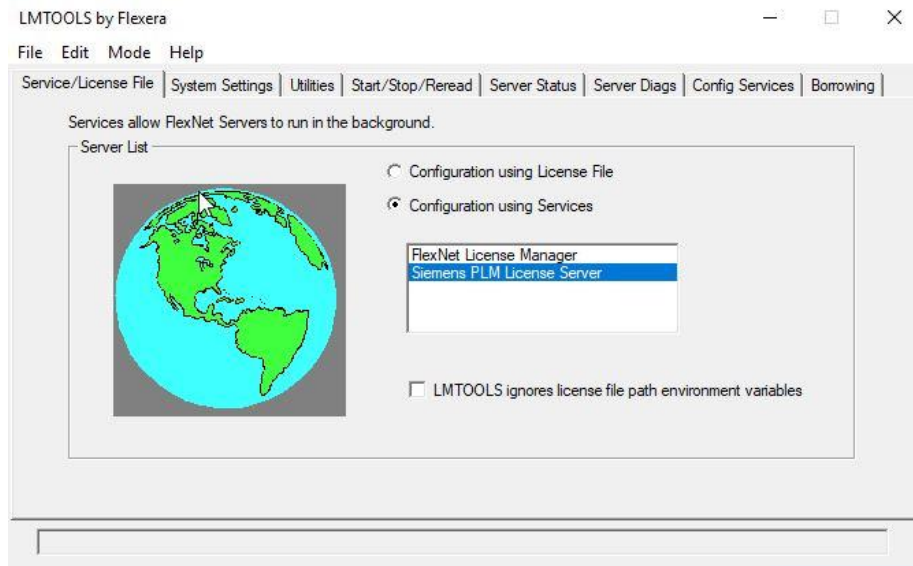 LMTOOLS by Flexera
File Edit Mode Help
Service/License File System Settings Utilities Start/Stop/Reread Server Status Server Diags Config Services Borrowing
Services allow FlexNet Servers to run in the background.
Server List
Configuration using License File
Configuration using Services
FlexNet License Manager
Siemens PLM License Server
LMTOOLS ignores license file path environment variables